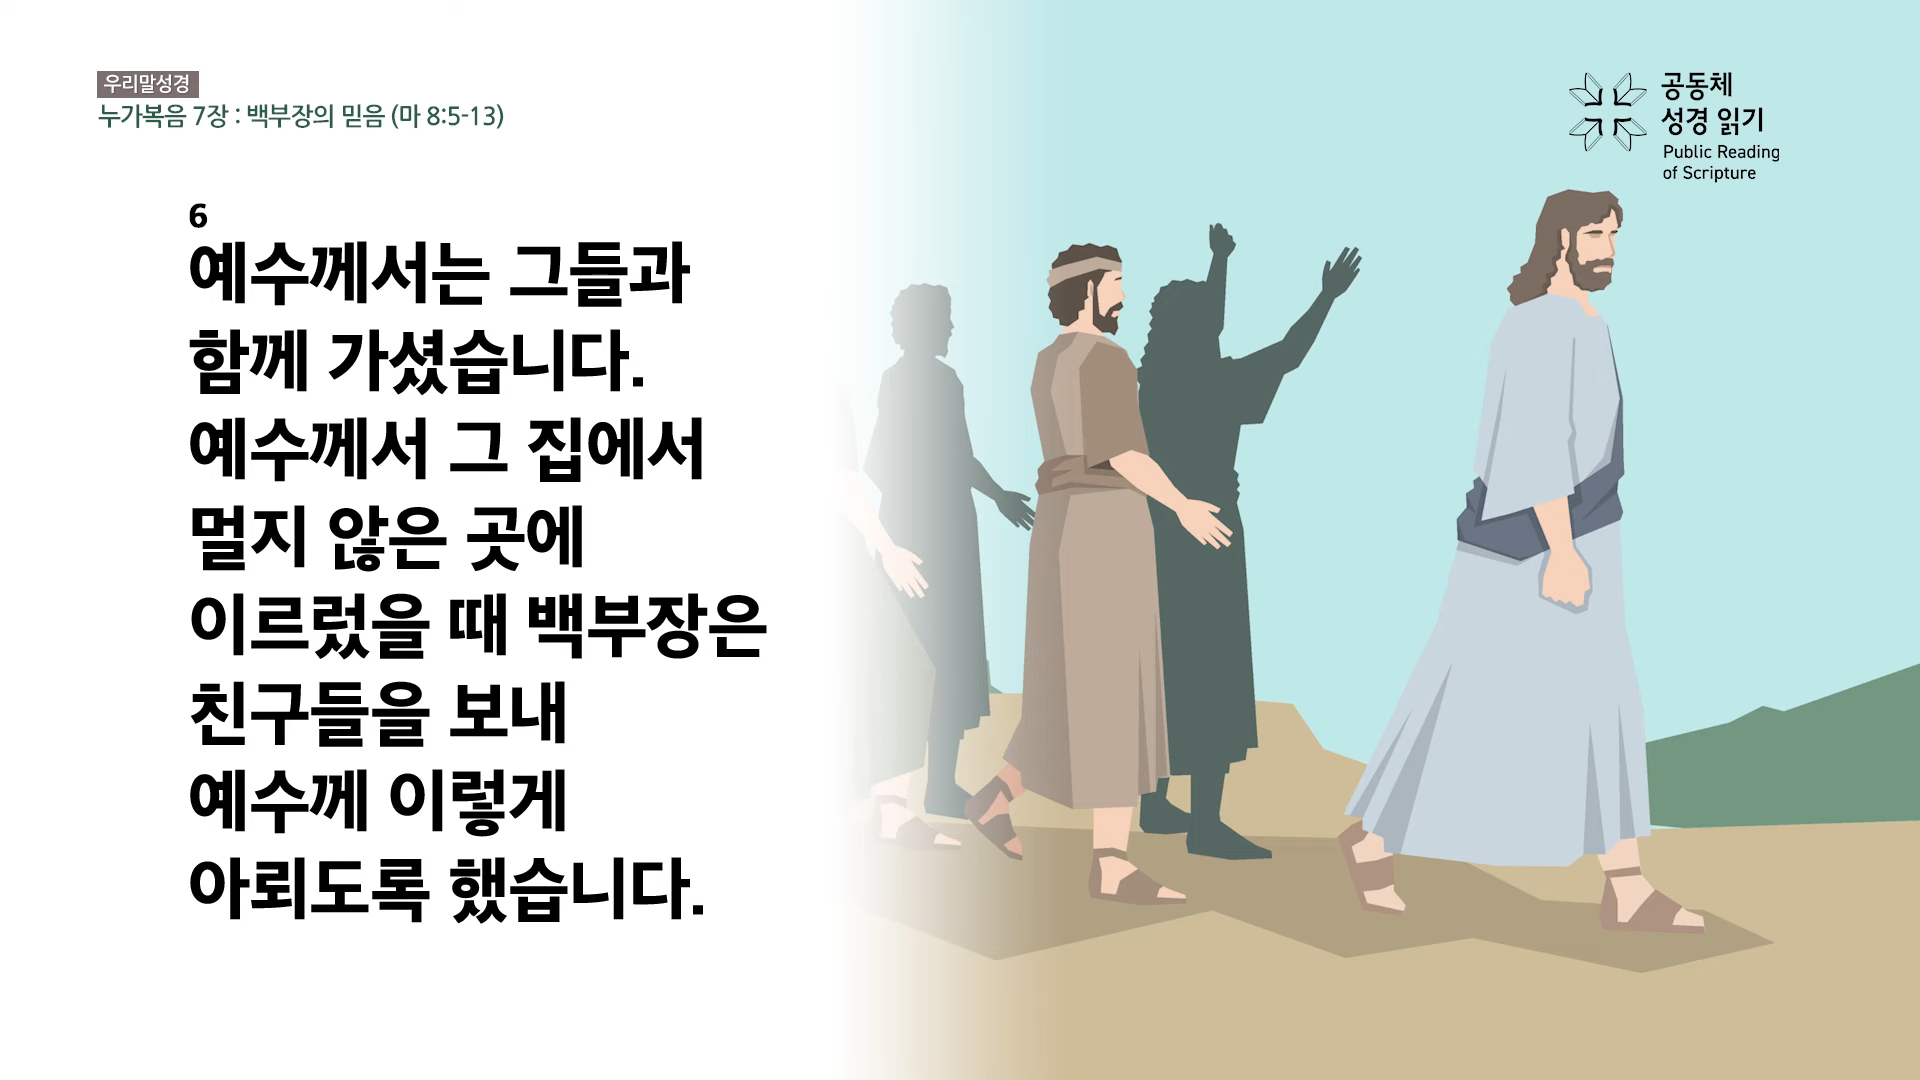 우리말성경
누가복음 7장 : 백부장의 믿음 (마 8:5-13)
공동체
성경 읽기
Public Reading
of Scripture
6
예수께서는 그들과
함께 가셨습니다.
예수께서 그 집에서
멀지 않은 곳에
이르렀을 때 백부장은
친구들을 보내
예수께 이렇게
아뢰도록 했습니다.